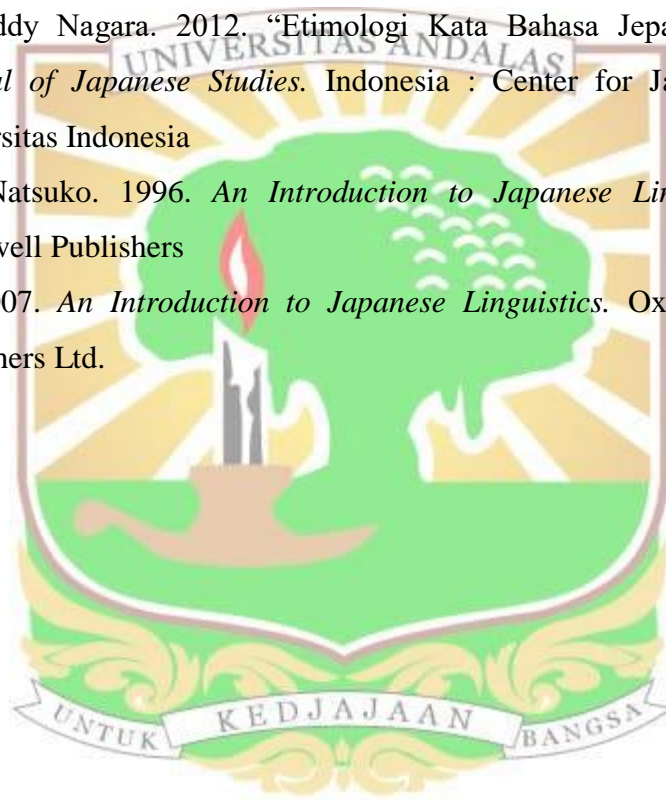 ddy Nagara. 2012. “Etimologi Kata Bahasa Jepa
UNIVERSITAS ANDALAS
al of Japanese Studies. Indonesia : Center for Ja
rsitas Indonesia
Natsuko. 1996. An Introduction to Japanese Lin
well Publishers
07. An Introduction to Japanese Linguistics. Ox
hers Ltd.
UNTUK KEDJAJAAN BANGSA